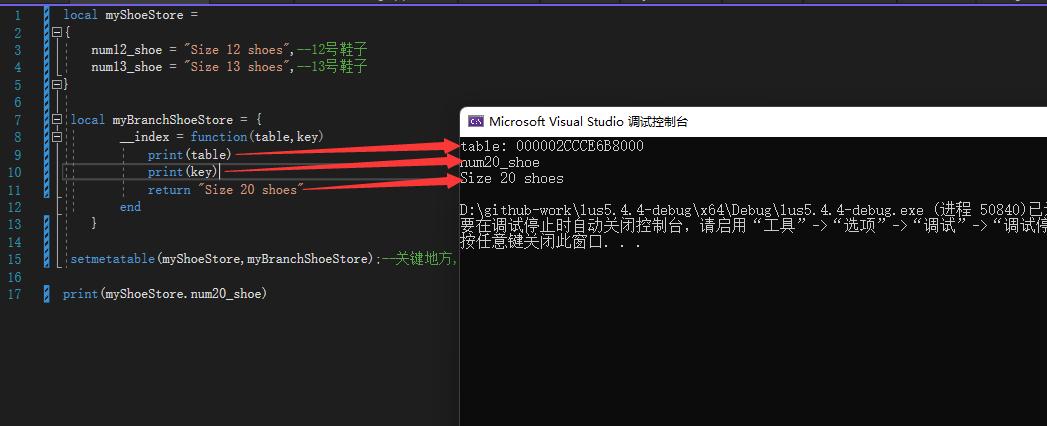 1 local myShoeStore =
2 {
3 num12_shoe = "Size 12 shoes",--12号鞋子
4 num13_shoe = "Size 13 shoes",--13号鞋子
5 }
6
7 local myBranchShoeStore = {
8 __index = function(table,key)
9 print(table)
10 print(key)
11 return "Size 20 shoes"
12 end
13 }
14
15 setmetatable(myShoeStore,myBranchShoeStore);--关键地方,
16
17 print(myShoeStore.num20_shoe)
Microsoft Visual Studio 调试控制台
table: 000002CCCE6B8000
num20_shoe
Size 20 shoes
D:\github-work\lus5.4.4-debug\x64\Debug\lus5.4.4-debug.exe (进程 50840)已
要在调试停止时自动关闭控制台，请启用“工具”->“选项”->“调试”->“调试停
按任意键关闭此窗口. . .